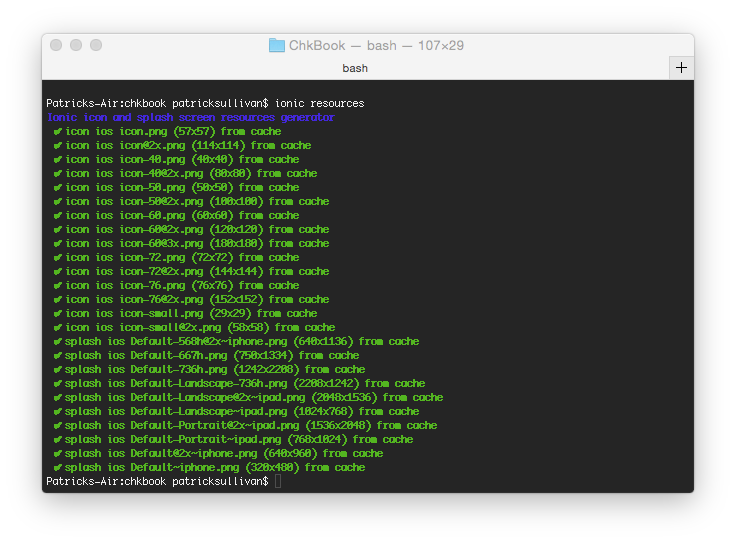 ChkBook — bash — 107×29
bash
+
Patricks-Air:chkbook patricksullivan$ ionic resources
Ionic icon and splash screen resources generator
✔ icon ios icon.png (57x57) from cache
✔ icon ios icon@2x.png (114x114) from cache
✔ icon ios icon-40.png (40x40) from cache
✔ icon ios icon-40@2x.png (80x80) from cache
✔ icon ios icon-50.png (50x50) from cache
✔ icon ios icon-50@2x.png (100x100) from cache
✔ icon ios icon-60.png (60x60) from cache
✔ icon ios icon-60@2x.png (120x120) from cache
✔ icon ios icon-60@3x.png (180x180) from cache
✔ icon ios icon-72.png (72x72) from cache
✔ icon ios icon-72@2x.png (144x144) from cache
✔ icon ios icon-76.png (76x76) from cache
✔ icon ios icon-76@2x.png (152x152) from cache
✔ icon ios icon-small.png (29x29) from cache
✔ icon ios icon-small@2x.png (58x58) from cache
✔ splash ios Default-568h@2x~iphone.png (640x1136) from cache
✔ splash ios Default-667h.png (750x1334) from cache
✔ splash ios Default-736h.png (1242x2208) from cache
✔ splash ios Default-Landscape-736h.png (2208x1242) from cache
✔ splash ios Default-Landscape@2x~ipad.png (2048x1536) from cache
✔ splash ios Default-Landscape~ipad.png (1024x768) from cache
✔ splash ios Default-Portrait@2x~ipad.png (1536x2048) from cache
✔ splash ios Default-Portrait~ipad.png (768x1024) from cache
✔ splash ios Default@2x~iphone.png (640x960) from cache
✔ splash ios Default~iphone.png (320x480) from cache
Patricks-Air:chkbook patricksullivan$